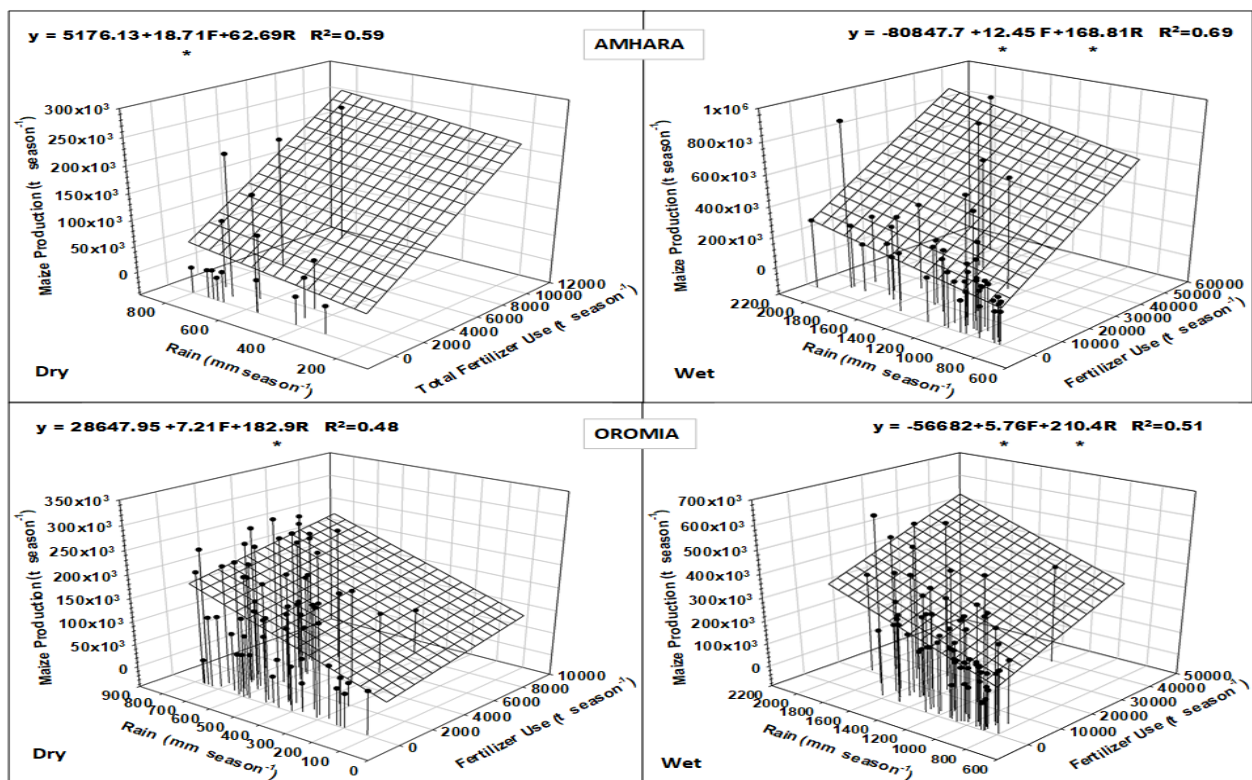 y = 5176.13+18.71F+62.69R R²=0.59
*
AMHARA
y = -80847.7 +12.45 F+168.81R R²=0.69
* *
Maize Production (t season⁻¹)
300x10³
250x10³
200x10³
150x10³
100x10³
50x10³
0
800
600
400
200
Rain (mm season⁻¹)
0
2000
4000
6000
8000
10000
12000
Total Fertilizer Use (t season⁻¹)
Dry
Maize Production (t season⁻¹)
1x10⁶
800x10³
600x10³
400x10³
200x10³
0
2200
2000
1800
1600
1400
1200
1000
800
600
Rain (mm season⁻¹)
0
10000
20000
30000
40000
50000
60000
Fertilizer Use (t season⁻¹)
Wet
y = 28647.95 +7.21F+182.9R R²=0.48
*
OROMIA
y = -56682+5.76F+210.4R R²=0.51
* *
Maize Production (t season⁻¹)
350x10³
300x10³
250x10³
200x10³
150x10³
100x10³
50x10³
0
900
800
700
600
500
400
300
200
100
0
Rain (mm season⁻¹)
0
2000
4000
6000
8000
10000
Fertilizer Use (t season⁻¹)
Dry
Maize Production (t season⁻¹)
700x10³
600x10³
500x10³
400x10³
300x10³
200x10³
100x10³
0
2200
2000
1800
1600
1400
1200
1000
800
600
Rain (mm season⁻¹)
0
10000
20000
30000
40000
50000
Fertilizer Use (t season⁻¹)
Wet